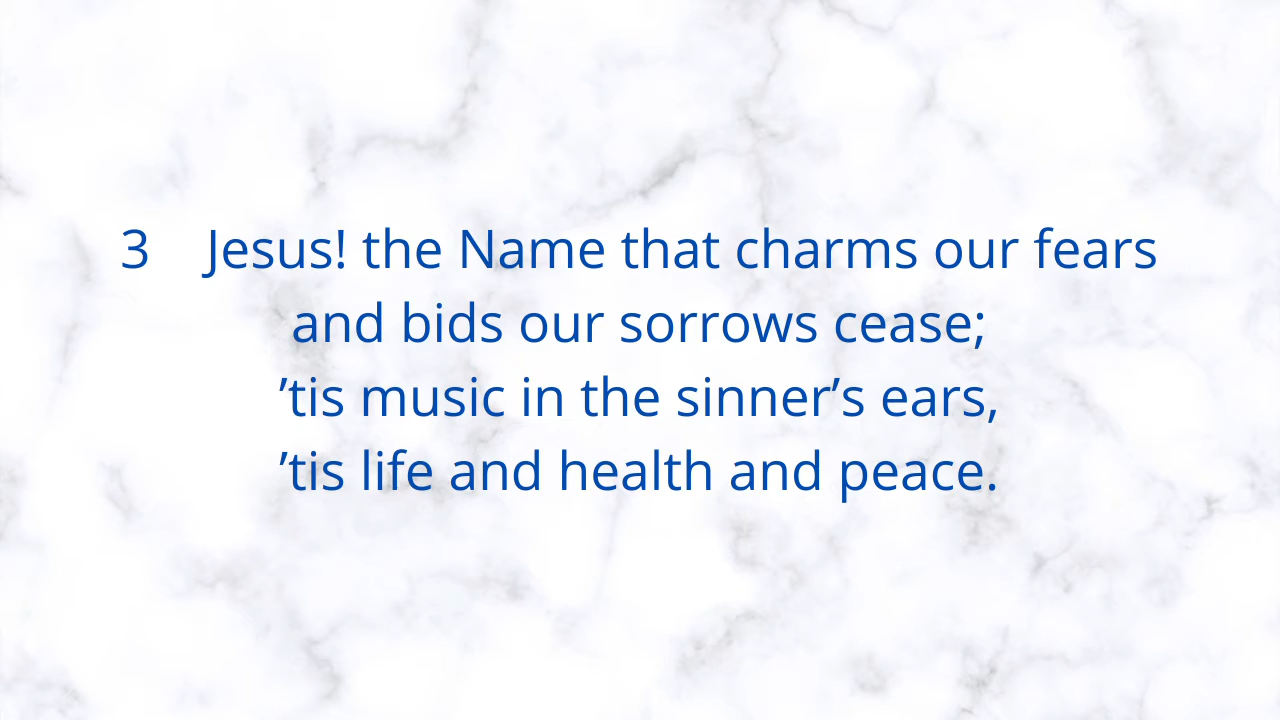 3 Jesus! the Name that charms our fears
and bids our sorrows cease;
’tis music in the sinner’s ears,
’tis life and health and peace.